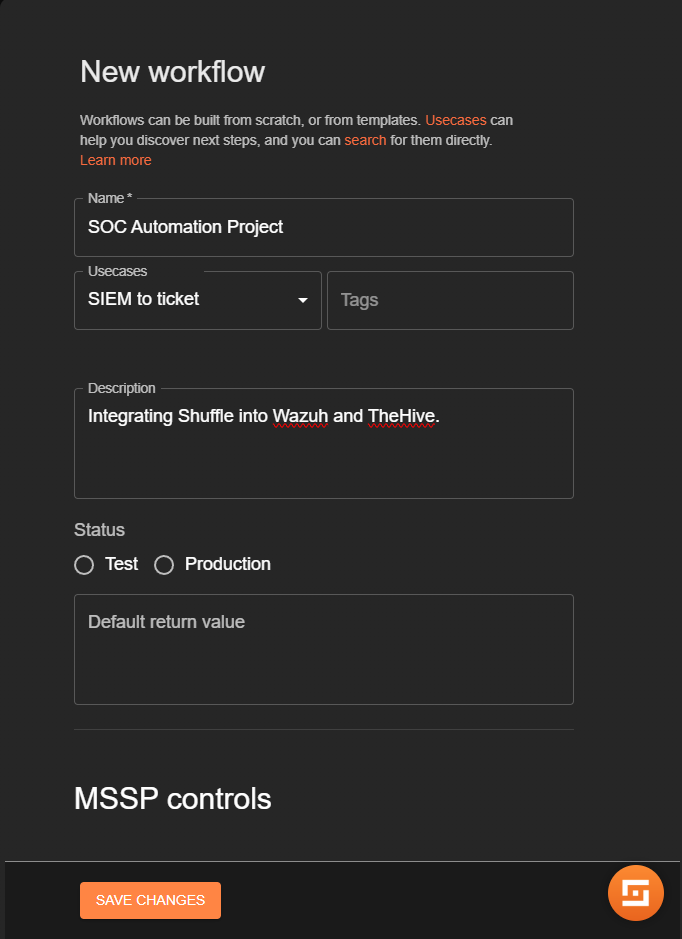 New workflow
Workflows can be built from scratch, or from templates. Usecases can
help you discover next steps, and you can search for them directly.
Learn more
Name *
SOC Automation Project
Usecases
SIEM to ticket
Tags
Description
Integrating Shuffle into Wazuh and TheHive.
Status
Test
Production
Default return value
MSSP controls
SAVE CHANGES